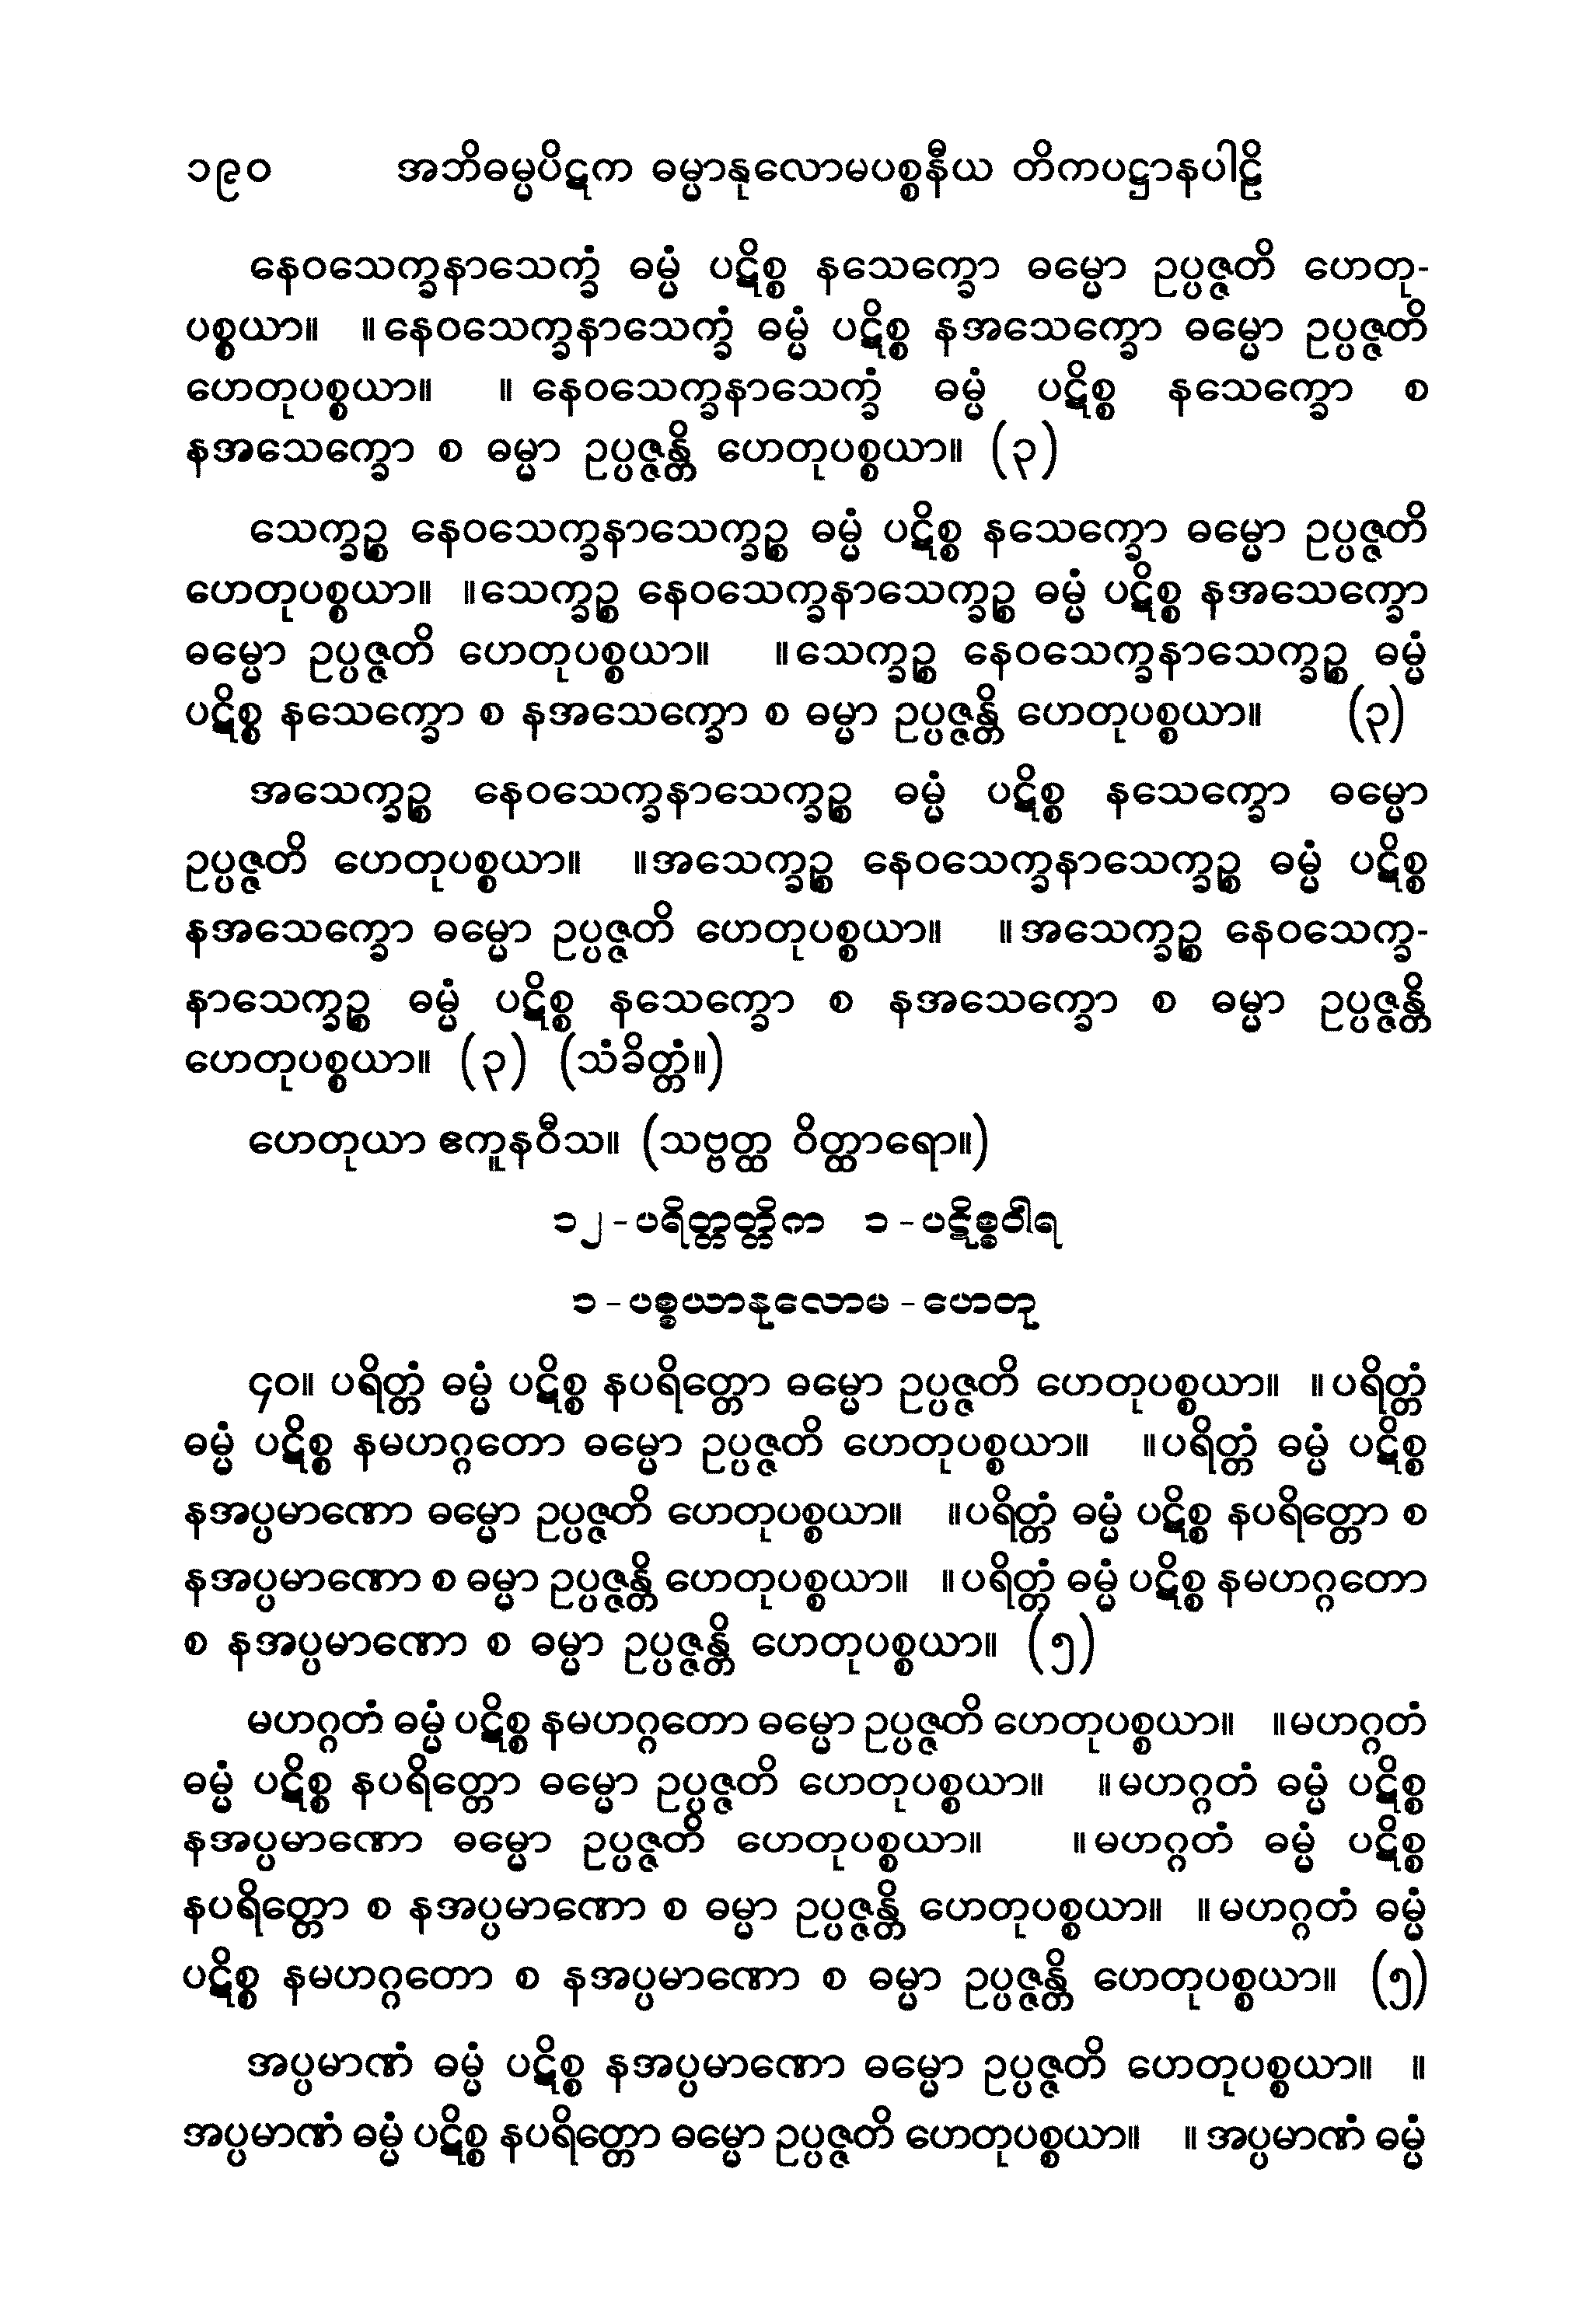 ၁၉၀ အဘိဓမ္မပိဋက ဓမ္မာနုလောမပစ္စနီယ တိကပဋ္ဌာနပါဠိ
နေဝသေက္ခနာသေက္ခံ ဓမ္မံ ပဋိစ္စ နသေက္ခော ဓမ္မော ဥပ္ပဇ္ဇတိ ဟေတု-
ပစ္စယာ။ ။နေဝသေက္ခနာသေက္ခံ ဓမ္မံ ပဋိစ္စ နအသေက္ခော ဓမ္မော ဥပ္ပဇ္ဇတိ
ဟေတုပစ္စယာ။ ။ နေဝသေက္ခနာသေက္ခံ ဓမ္မံ ပဋိစ္စ နသေက္ခော စ
နအသေက္ခော စ ဓမ္မာ ဥပ္ပဇ္ဇန္တိ ဟေတုပစ္စယာ။ (၃)
သေက္ခဉ္စ နေဝသေက္ခနာသေက္ခဉ္စ ဓမ္မံ ပဋိစ္စ နသေက္ခော ဓမ္မော ဥပ္ပဇ္ဇတိ
ဟေတုပစ္စယာ။ ။သေက္ခဉ္စ နေဝသေက္ခနာသေက္ခဉ္စ ဓမ္မံ ပဋိစ္စ နအသေက္ခော
ဓမ္မော ဥပ္ပဇ္ဇတိ ဟေတုပစ္စယာ။ ။သေက္ခဉ္စ နေဝသေက္ခနာသေက္ခဉ္စ ဓမ္မံ
ပဋိစ္စ နသေက္ခော စ နအသေက္ခော စ ဓမ္မာ ဥပ္ပဇ္ဇန္တိ ဟေတုပစ္စယာ။ (၃)
အသေက္ခဉ္စ နေဝသေက္ခနာသေက္ခဉ္စ ဓမ္မံ ပဋိစ္စ နသေက္ခော ဓမ္မော
ဥပ္ပဇ္ဇတိ ဟေတုပစ္စယာ။ ။အသေက္ခဉ္စ နေဝသေက္ခနာသေက္ခဉ္စ ဓမ္မံ ပဋိစ္စ
နအသေက္ခော ဓမ္မော ဥပ္ပဇ္ဇတိ ဟေတုပစ္စယာ။ ။အသေက္ခဉ္စ နေဝသေက္ခ-
နာသေက္ခဉ္စ ဓမ္မံ ပဋိစ္စ နသေက္ခော စ နအသေက္ခော စ ဓမ္မာ ဥပ္ပဇ္ဇန္တိ
ဟေတုပစ္စယာ။ (၃) (သံခိတ္တံ။)
ဟေတုယာ ဧကူနဝီသ။ (သဗ္ဗတ္ထ ဝိတ္ထာရော။)
၁၂-ပရိတ္တတ္တိက ၁-ပဋိစ္စဝါရ
၁-ပစ္စယာနုလောမ-ဟေတု
၄၀။ ပရိတ္တံ ဓမ္မံ ပဋိစ္စ နပရိတ္တော ဓမ္မော ဥပ္ပဇ္ဇတိ ဟေတုပစ္စယာ။ ။ပရိတ္တံ
ဓမ္မံ ပဋိစ္စ နမဟဂ္ဂတော ဓမ္မော ဥပ္ပဇ္ဇတိ ဟေတုပစ္စယာ။ ။ပရိတ္တံ ဓမ္မံ ပဋိစ္စ
နအပ္ပမာဏော ဓမ္မော ဥပ္ပဇ္ဇတိ ဟေတုပစ္စယာ။ ။ပရိတ္တံ ဓမ္မံ ပဋိစ္စ နပရိတ္တော စ
နအပ္ပမာဏော စ ဓမ္မာ ဥပ္ပဇ္ဇန္တိ ဟေတုပစ္စယာ။ ။ပရိတ္တံ ဓမ္မံ ပဋိစ္စ နမဟဂ္ဂတော
စ နအပ္ပမာဏော စ ဓမ္မာ ဥပ္ပဇ္ဇန္တိ ဟေတုပစ္စယာ။ (၅)
မဟဂ္ဂတံ ဓမ္မံ ပဋိစ္စ နမဟဂ္ဂတော ဓမ္မော ဥပ္ပဇ္ဇတိ ဟေတုပစ္စယာ။ ။မဟဂ္ဂတံ
ဓမ္မံ ပဋိစ္စ နပရိတ္တော ဓမ္မော ဥပ္ပဇ္ဇတိ ဟေတုပစ္စယာ။ ။မဟဂ္ဂတံ ဓမ္မံ ပဋိစ္စ
နအပ္ပမာဏော ဓမ္မော ဥပ္ပဇ္ဇတိ ဟေတုပစ္စယာ။ ။မဟဂ္ဂတံ ဓမ္မံ ပဋိစ္စ
နပရိတ္တော စ နအပ္ပမာဏော စ ဓမ္မာ ဥပ္ပဇ္ဇန္တိ ဟေတုပစ္စယာ။ ။မဟဂ္ဂတံ ဓမ္မံ
ပဋိစ္စ နမဟဂ္ဂတော စ နအပ္ပမာဏော စ ဓမ္မာ ဥပ္ပဇ္ဇန္တိ ဟေတုပစ္စယာ။ (၅)
အပ္ပမာဏံ ဓမ္မံ ပဋိစ္စ နအပ္ပမာဏော ဓမ္မော ဥပ္ပဇ္ဇတိ ဟေတုပစ္စယာ။ ။
အပ္ပမာဏံ ဓမ္မံ ပဋိစ္စ နပရိတ္တော ဓမ္မော ဥပ္ပဇ္ဇတိ ဟေတုပစ္စယာ။ ။အပ္ပမာဏံ ဓမ္မံ